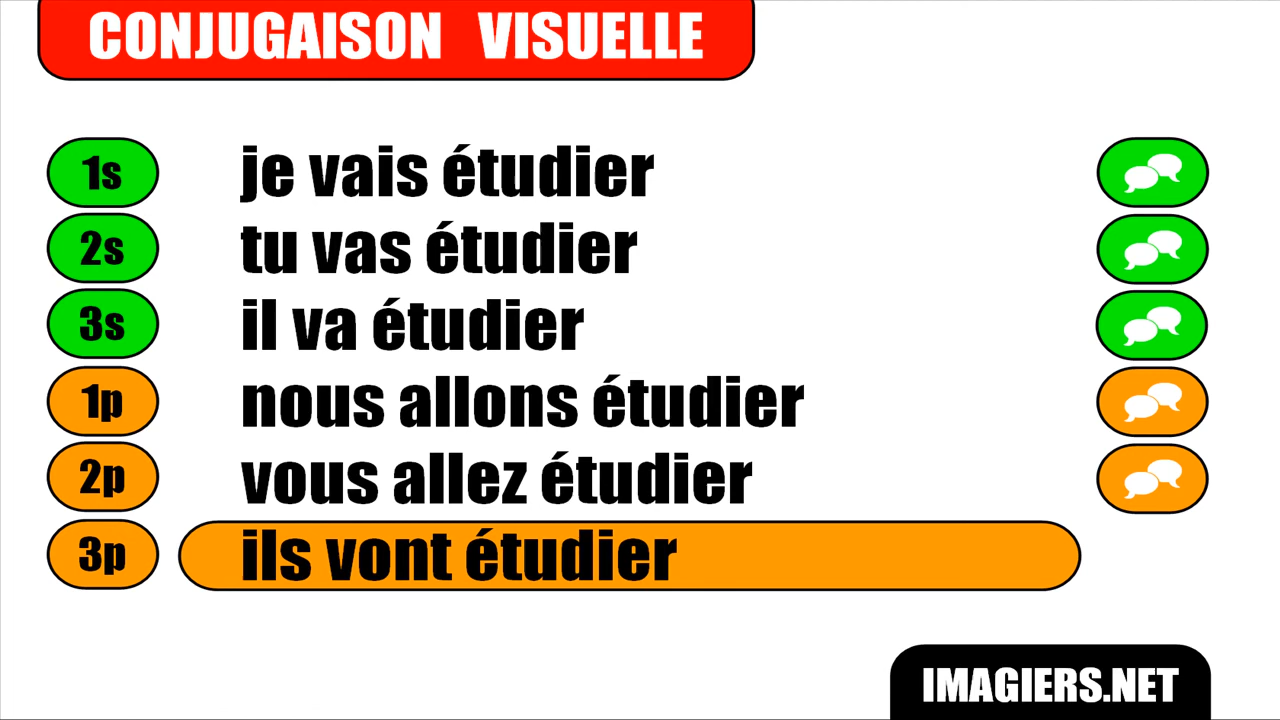 CONJUGAISON VISUELLE
1s je vais étudier
2s tu vas étudier
3s il va étudier
1p nous allons étudier
2p vous allez étudier
3p ils vont étudier
IMAGIERS.NET